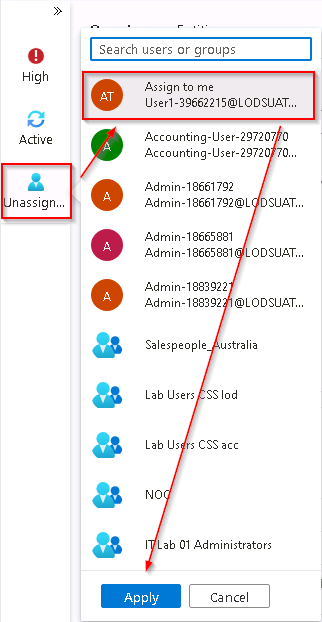 »
High
Active
Unassign...
Search users or groups
AT
Assign to me
User1-39662215@LODSUAT...
A
Accounting-User-29720770
Accounting-User-29720770...
A
Admin-18661792
Admin-18661792@LODSUAT...
A
Admin-18665881
Admin-18665881@LODSUAT...
A
Admin-18839221
Admin-18839221@LODSUAT...
Salespeople_Australia
Lab Users CSS lod
Lab Users CSS acc
NOC
IT Lab 01 Administrators
Apply
Cancel